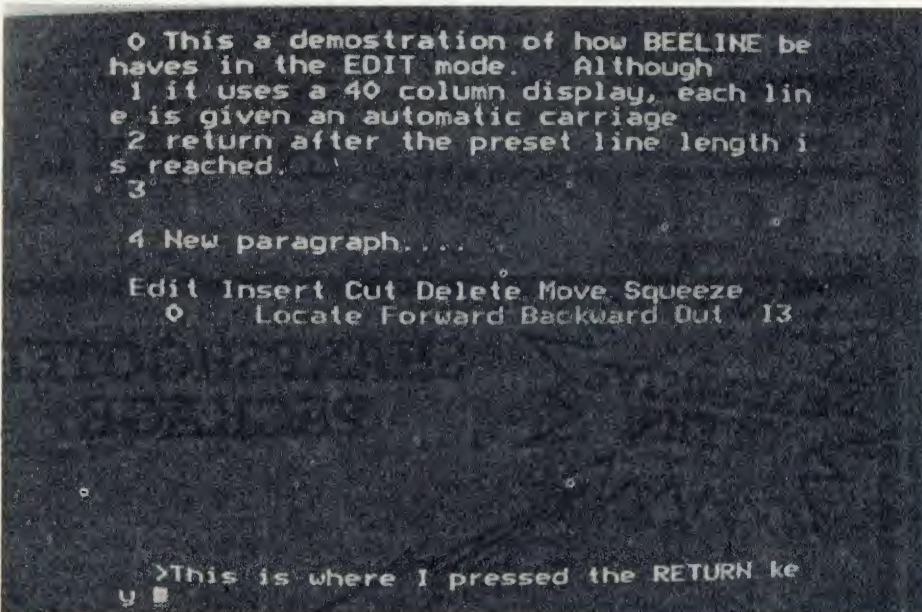 0 This a demostration of how BEELINE be
haves in the EDIT mode.   Although
1 it uses a 40 column display, each lin
e is given an automatic carriage
2 return after the preset line length i
s reached.
3
4 New paragraph....
Edit Insert Cut Delete Move Squeeze
0    Locate Forward Backward Out  13
>This is where I pressed the RETURN ke
y